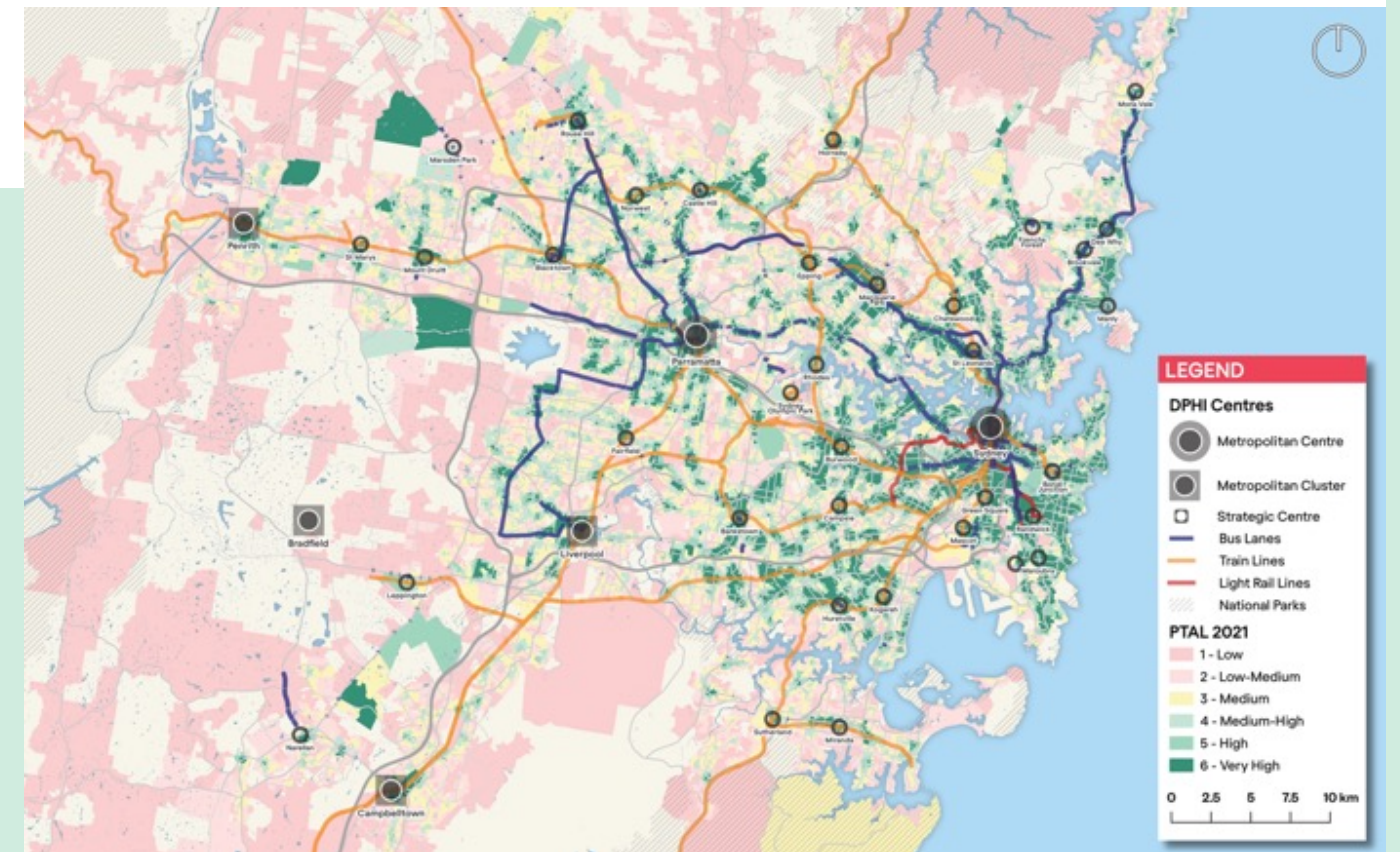 Mona Vale
Rouse Hill
Hornsby
Marsden Park
Norwest
Castle Hill
Frenchs
Forest
Dee Why
Brookvale
Penrith
St Marys
Mount Druitt
Blacktown
Epping
Macquarie
Park
Chatswood
Manly
Parramatta
St Leonards
Rhodes
Sydney
Olympic Park
Sydney
Fairfield
Burwood
Bondi
Junction
Green Square
Randwick
Campsie
Bankstown
Mascot
Bradfield
Liverpool
Leppington
Kogarah
Hurstville
Narellan
Sutherland
Miranda
Campbelltown
LEGEND
DPHI Centres
Metropolitan Centre
Metropolitan Cluster
Strategic Centre
Bus Lanes
Train Lines
Light Rail Lines
National Parks
PTAL 2021
1 - Low
2 - Low-Medium
3 - Medium
4 - Medium-High
5 - High
6 - Very High
0 2.5 5 7.5 10 km